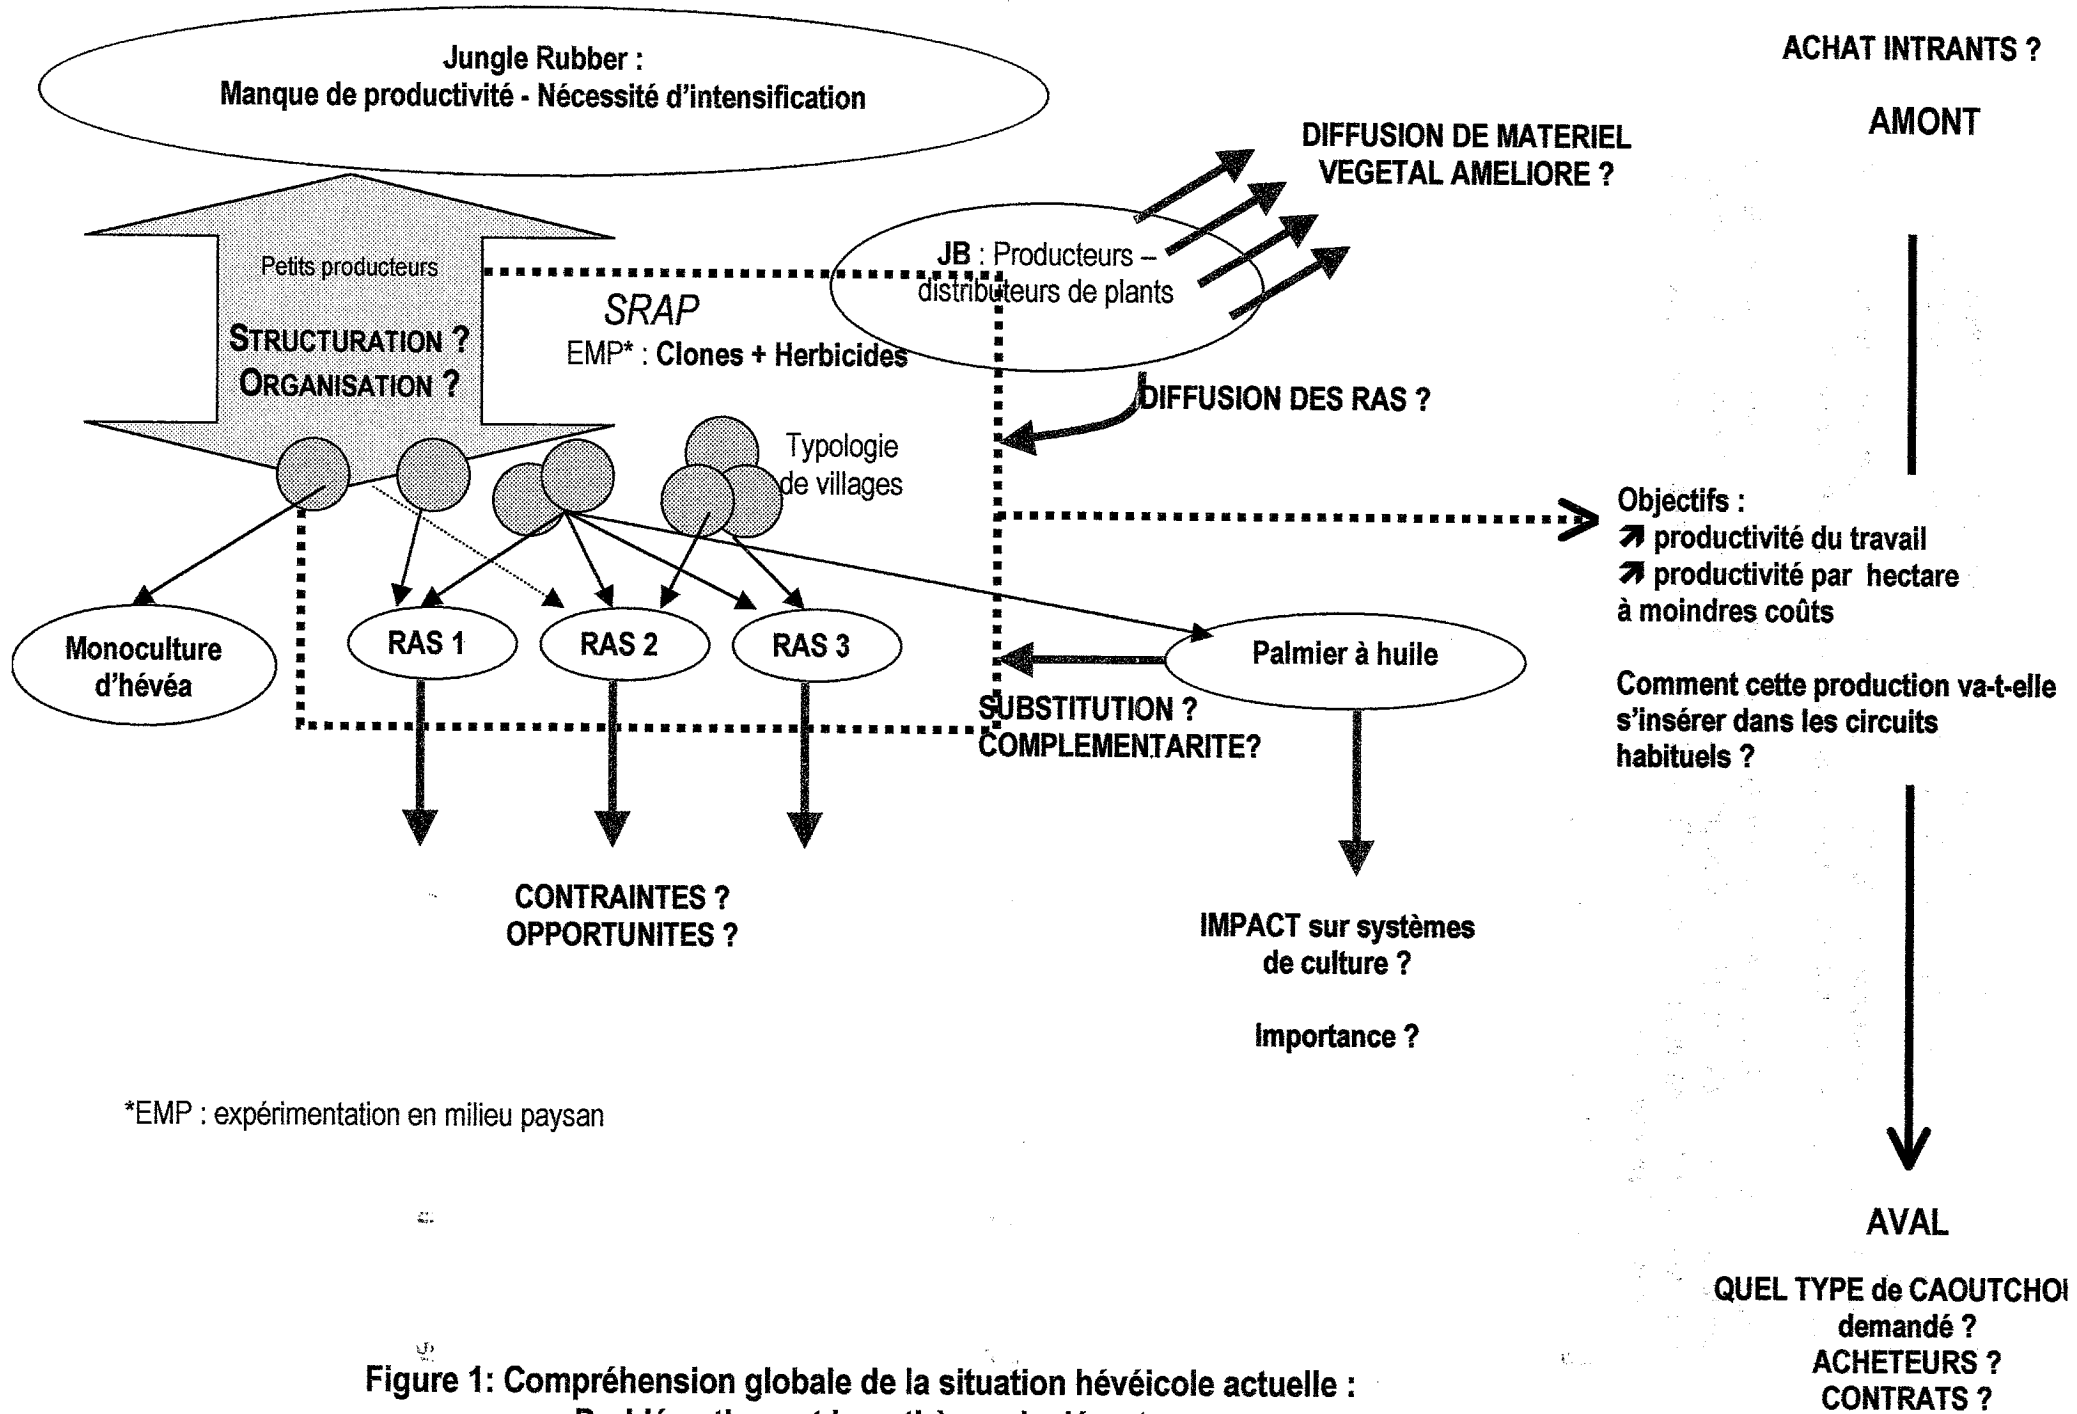 Jungle Rubber :
Manque de productivité - Nécessité d'intensification
ACHAT INTRANTS ?
AMONT
DIFFUSION DE MATERIEL
VEGETAL AMELIORE ?
Petits producteurs
STRUCTURATION ?
ORGANISATION ?
SRAP
EMP* : Clones + Herbicides
JB : Producteurs –
distributeurs de plants
DIFFUSION DES RAS ?
Typologie
de villages
Objectifs :
↗ productivité du travail
↗ productivité par hectare
à moindres coûts
Comment cette production va-t-elle
s'insérer dans les circuits
habituels ?
Monoculture
d'hévéa
RAS 1
RAS 2
RAS 3
Palmier à huile
SUBSTITUTION ?
COMPLEMENTARITE?
CONTRAINTES ?
OPPORTUNITES ?
IMPACT sur systèmes
de culture ?
Importance ?
*EMP : expérimentation en milieu paysan
AVAL
QUEL TYPE de CAOUTCHO
demandé ?
ACHETEURS ?
CONTRATS ?
Figure 1: Compréhension globale de la situation hévéicole actuelle :